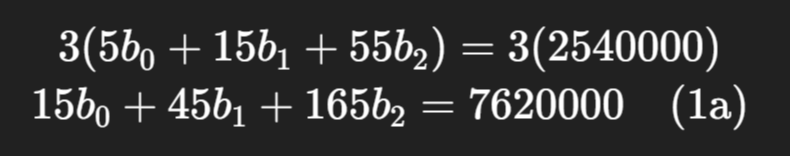 3(5b₀ + 15b₁ + 55b₂) = 3(2540000)
15b₀ + 45b₁ + 165b₂ = 7620000 (1a)